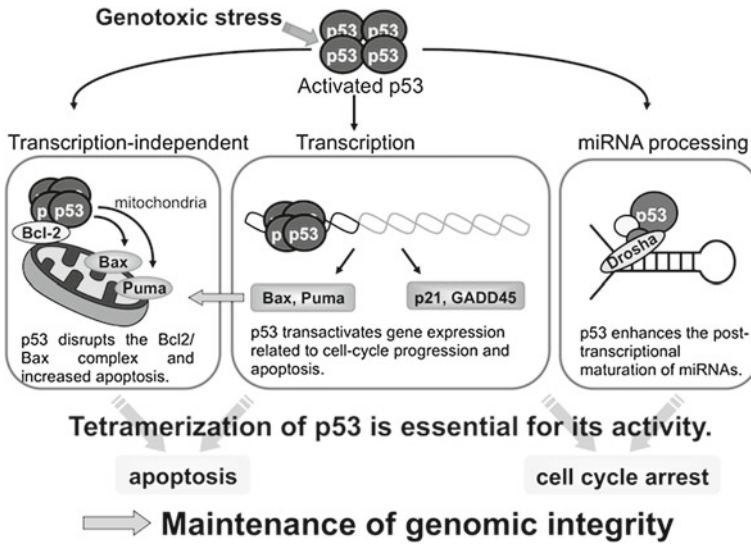 Genotoxic stress
p53 p53
p53 p53
Activated p53
Transcription-independent
Transcription
miRNA processing
p p53
mitochondria
Bcl-2
Bax
Puma
p53 disrupts the Bcl2/
Bax complex and
increased apoptosis.
p53
Bax, Puma
p21, GADD45
p53 transactivates gene expression
related to cell-cycle progression and
apoptosis.
p53
Drosha
p53 enhances the post-
transcriptional
maturation of miRNAs.
Tetramerization of p53 is essential for its activity.
apoptosis
cell cycle arrest
Maintenance of genomic integrity